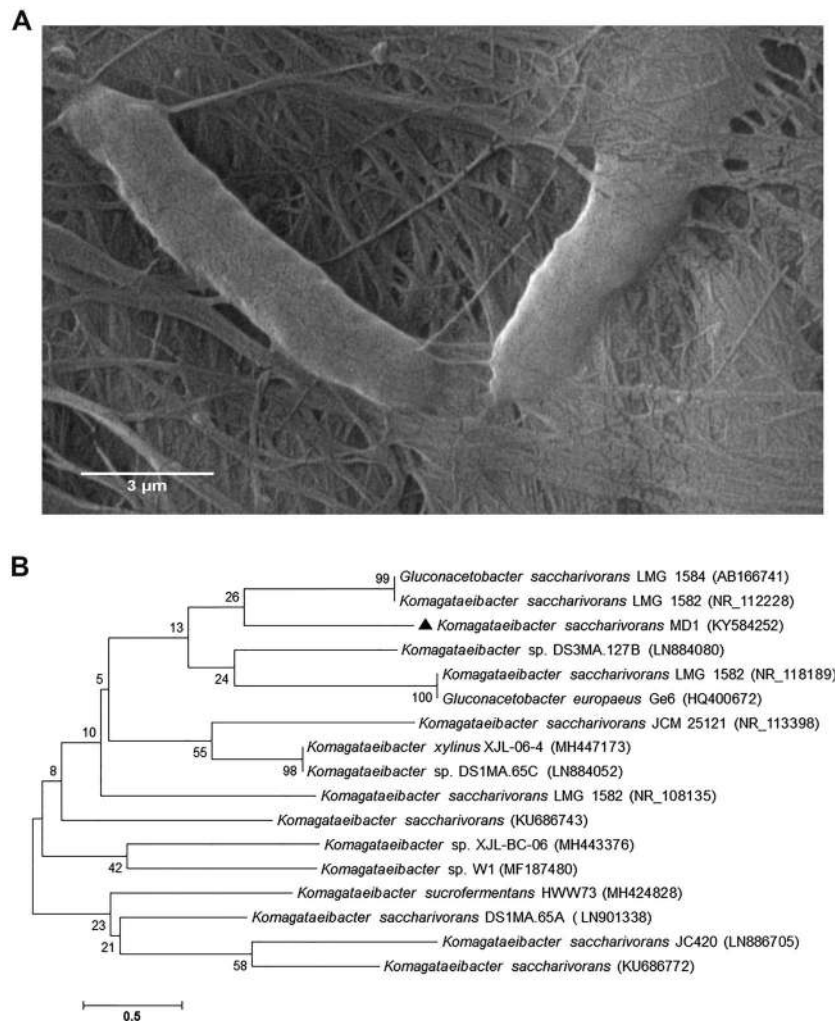 A
3 µm
B
99
Gluconacetobacter saccharivorans LMG 1584 (AB166741)
26
Komagataeibacter saccharivorans LMG 1582 (NR_112228)
13
Komagataeibacter saccharivorans MD1 (KY584252)
Komagataeibacter sp. DS3MA.127B (LN884080)
5
24
Komagataeibacter saccharivorans LMG 1582 (NR_118189)
100
Gluconacetobacter europaeus Ge6 (HQ400672)
Komagataeibacter saccharivorans JCM 25121 (NR_113398)
10
55
Komagataeibacter xylinus XJL-06-4 (MH447173)
98
Komagataeibacter sp. DS1MA.65C (LN884052)
8
Komagataeibacter saccharivorans LMG 1582 (NR_108135)
Komagataeibacter saccharivorans (KU686743)
Komagataeibacter sp. XJL-BC-06 (MH443376)
42
Komagataeibacter sp. W1 (MF187480)
Komagataeibacter sucrofermentans HWW73 (MH424828)
23
Komagataeibacter saccharivorans DS1MA.65A ( LN901338)
21
Komagataeibacter saccharivorans JC420 (LN886705)
58
Komagataeibacter saccharivorans (KU686772)
0.5